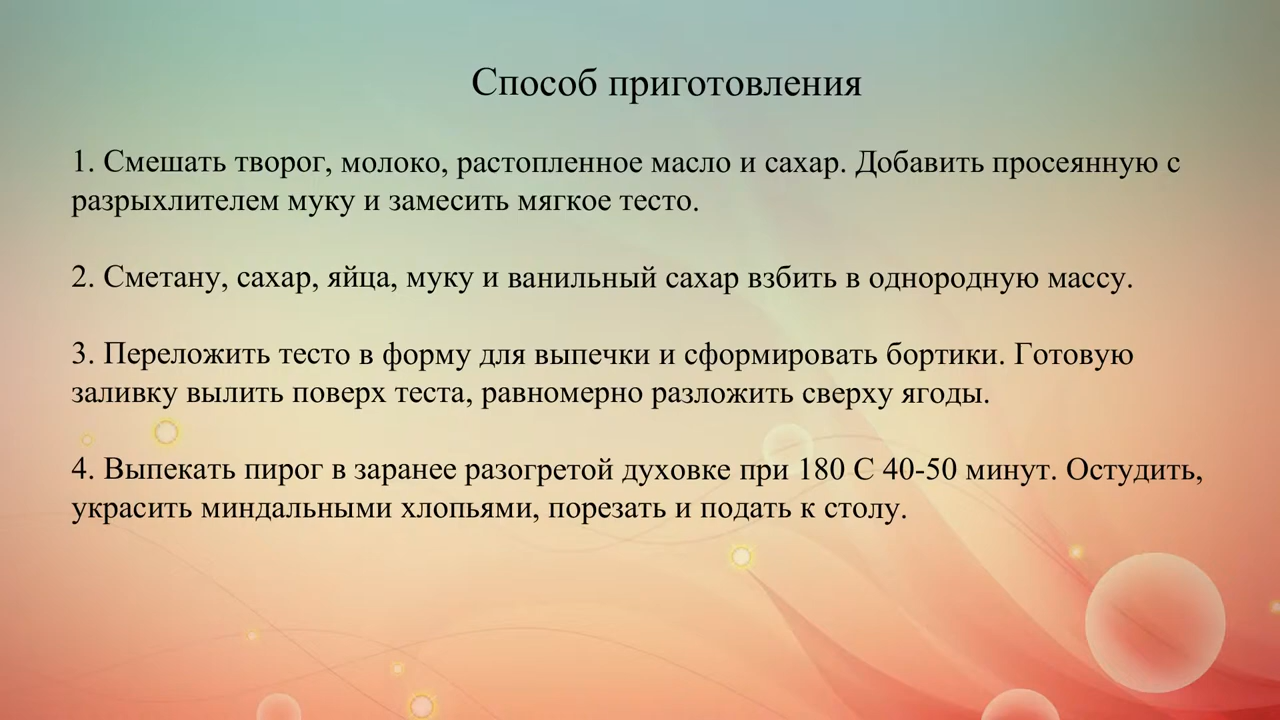 Способ приготовления
1. Смешать творог, молоко, растопленное масло и сахар. Добавить просеянную с
разрыхлителем муку и замесить мягкое тесто.
2. Сметану, сахар, яйца, муку и ванильный сахар взбить в однородную массу.
3. Переложить тесто в форму для выпечки и сформировать бортики. Готовую
заливку вылить поверх теста, равномерно разложить сверху ягоды.
4. Выпекать пирог в заранее разогретой духовке при 180 С 40-50 минут. Остудить,
украсить миндальными хлопьями, порезать и подать к столу.